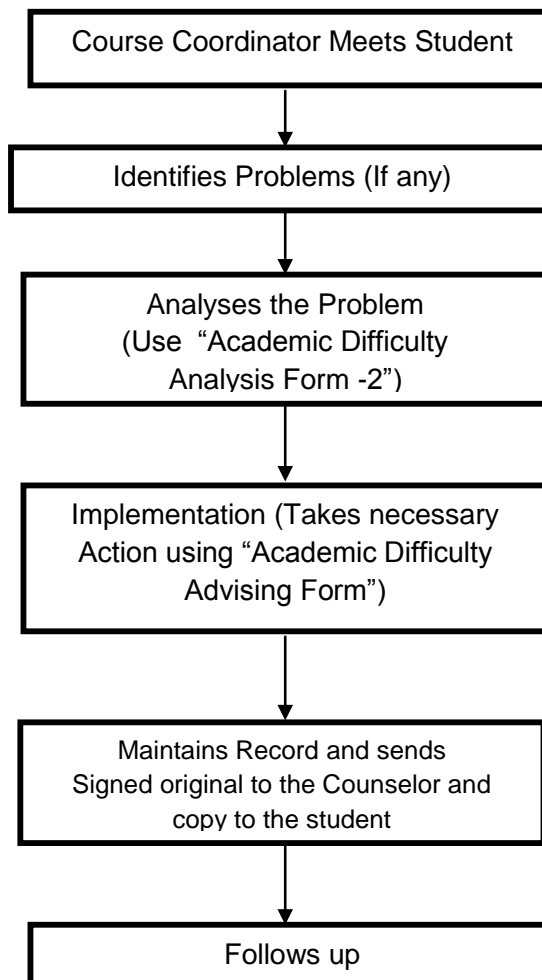 Course Coordinator Meets Student
Identifies Problems (If any)
Analyses the Problem
(Use “Academic Difficulty
Analysis Form -2”)
Implementation (Takes necessary
Action using “Academic Difficulty
Advising Form”)
Maintains Record and sends
Signed original to the Counselor and
copy to the student
Follows up